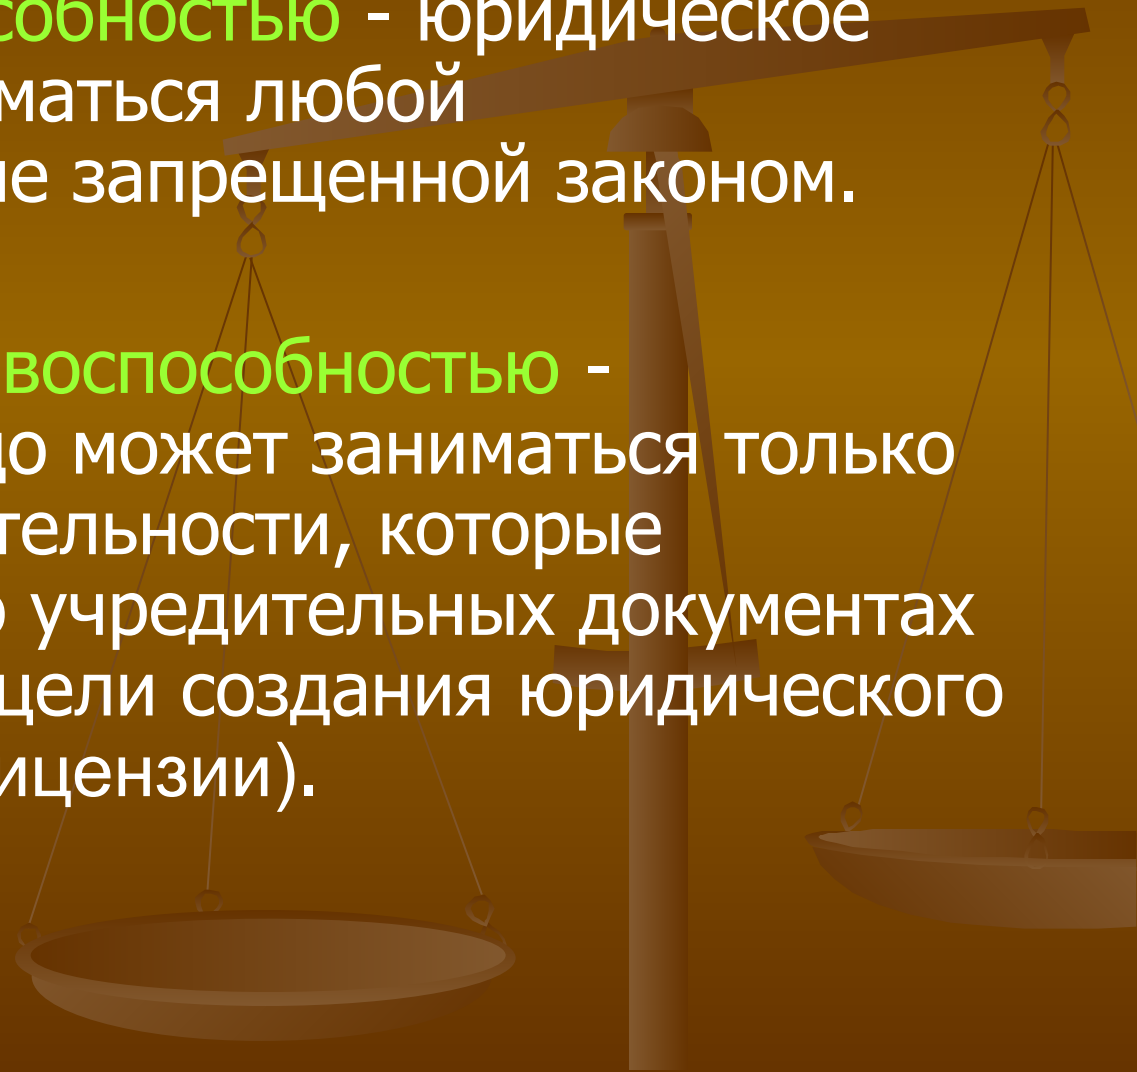 собностью - юридическое
маться любой
не запрещенной законом.
воспособностью -
до может заниматься только
тельности, которые
учредительных документах
цели создания юридического
ицензии).